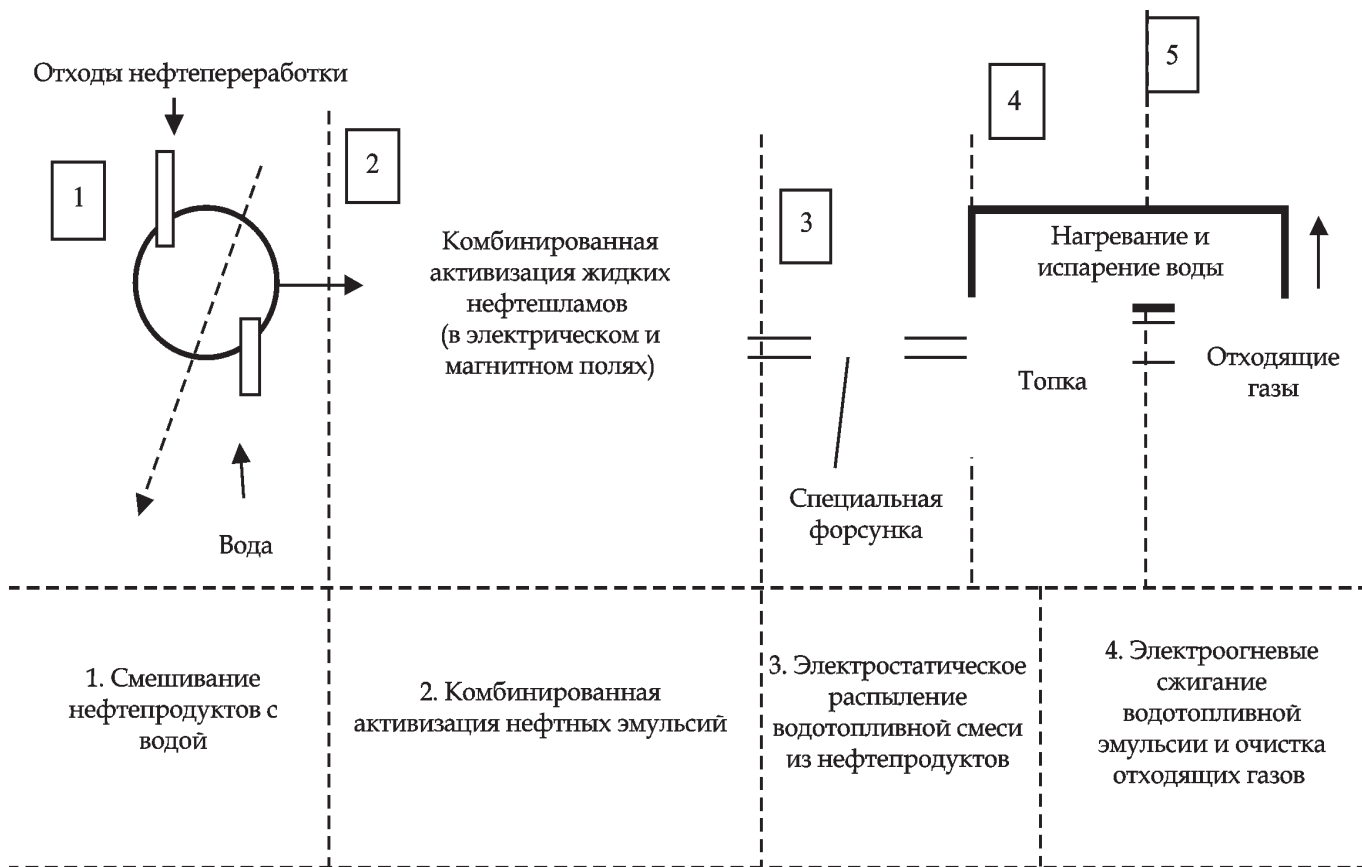 Отходы нефтепереработки
1
2
3
4
5
Комбинированная
активизация жидких
нефтешламов
(в электрическом и
магнитном полях)
Нагревание и
испарение воды
Топка
Отходящие
газы
Специальная
форсунка
Вода
1. Смешивание
нефтепродуктов с
водой
2. Комбинированная
активизация нефтных эмульсий
3. Электростатическое
распыление
водотопливной смеси
из нефтепродуктов
4. Электроогневые
сжигание
водотопливной
эмульсии и очистка
отходящих газов